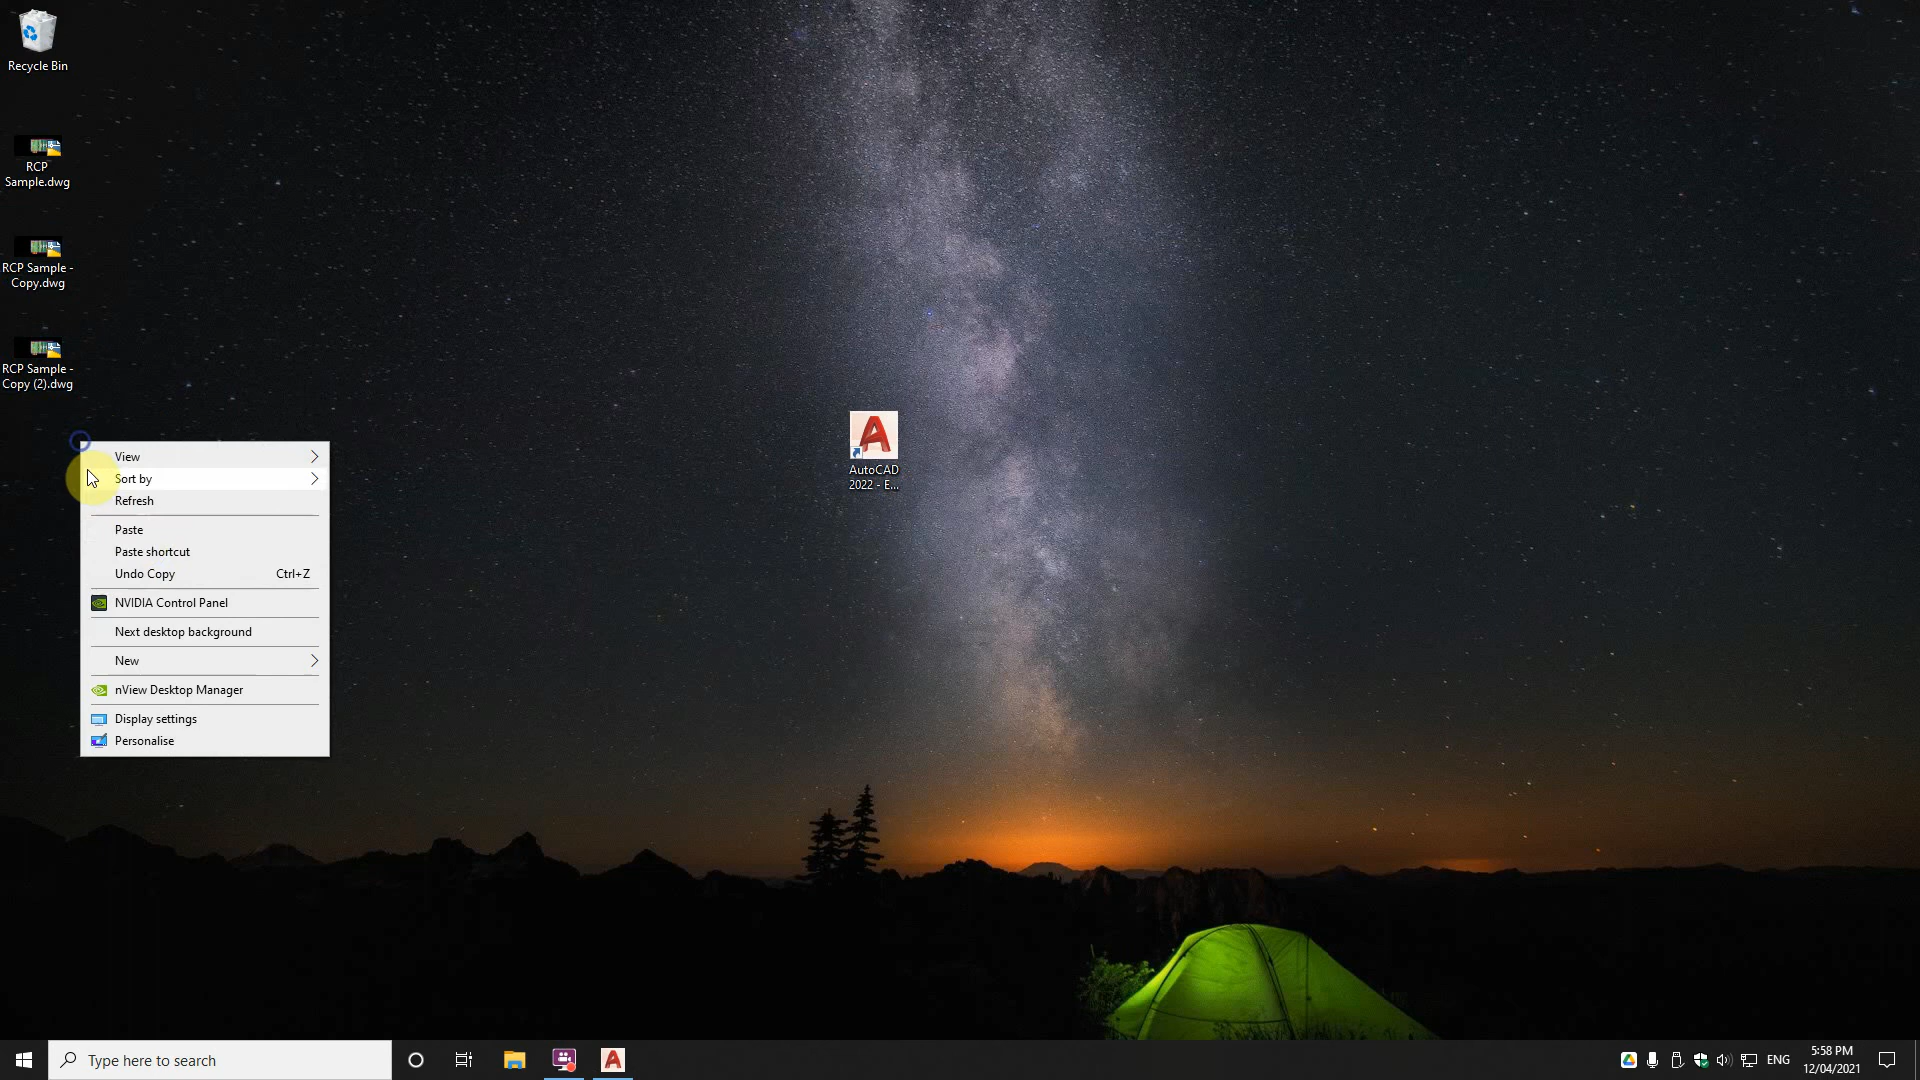 Recycle Bin
RCP
Sample.dwg
RCP Sample -
Copy.dwg
RCP Sample -
Copy (2).dwg
AutoCAD
2022 - E...
View
Sort by
Refresh
Paste
Paste shortcut
Undo Copy Ctrl+Z
NVIDIA Control Panel
Next desktop background
New
nView Desktop Manager
Display settings
Personalise
Type here to search
ENG
5:58 PM
12/04/2021